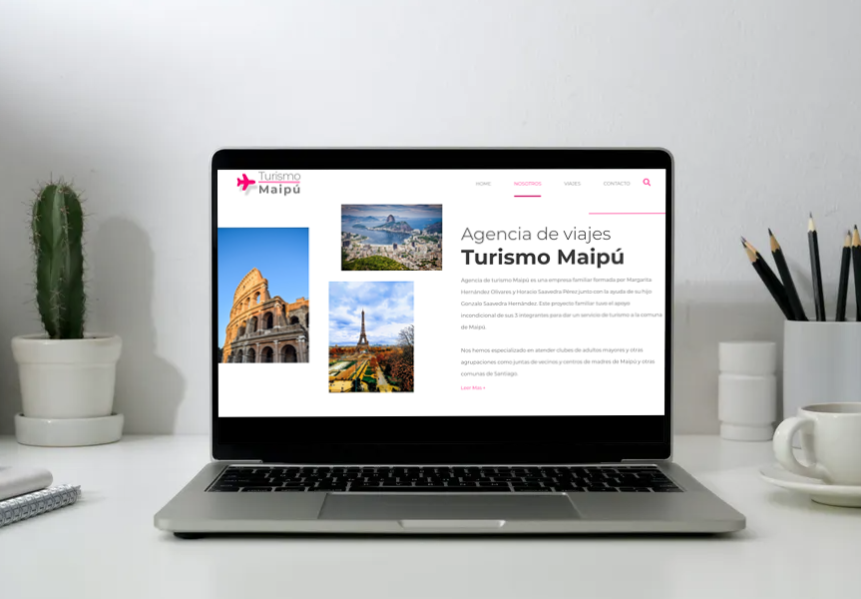 Turismo
Maipú
HOME NOSOTROS VIAJES CONTACTO
Agencia de viajes
Turismo Maipú
Agencia de turismo Maipú es una empresa familiar formada por Margarita
Hernández Olivares y Horacio Saavedra Pérez junto con la ayuda de su hijo
Gonzalo Saavedra Hernández. Este proyecto familiar tuvo el apoyo
incondicional de sus 3 integrantes para dar un servicio de turismo a la comuna
de Maipú.
Nos hemos especializado en atender clubes de adultos mayores y otras
agrupaciones como juntas de vecinos y centros de madres de Maipú y otras
comunas de Santiago.